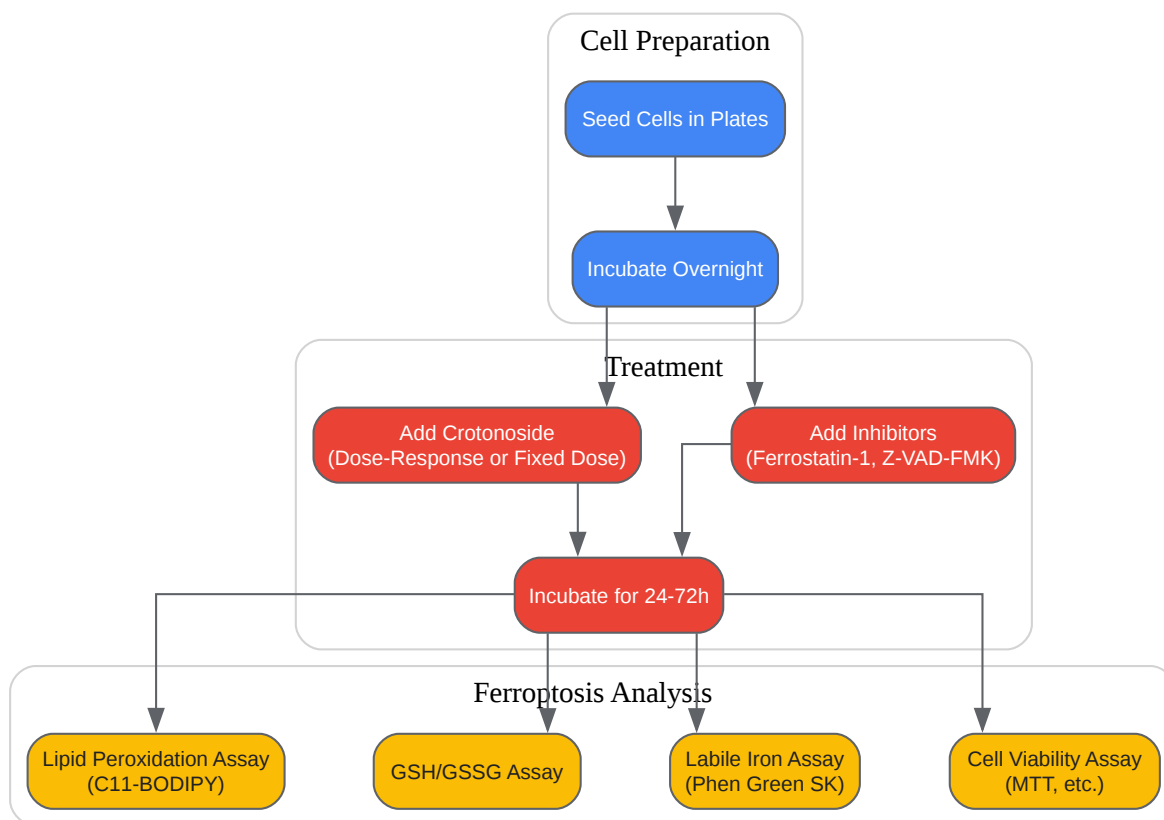 Cell Preparation
Seed Cells in Plates
Incubate Overnight
Treatment
Add Crotonoside
(Dose-Response or Fixed Dose)
Add Inhibitors
(Ferrostatin-1, Z-VAD-FMK)
Incubate for 24-72h
Ferroptosis Analysis
Lipid Peroxidation Assay
(C11-BODIPY)
GSH/GSSG Assay
Labile Iron Assay
(Phen Green SK)
Cell Viability Assay
(MTT, etc.)